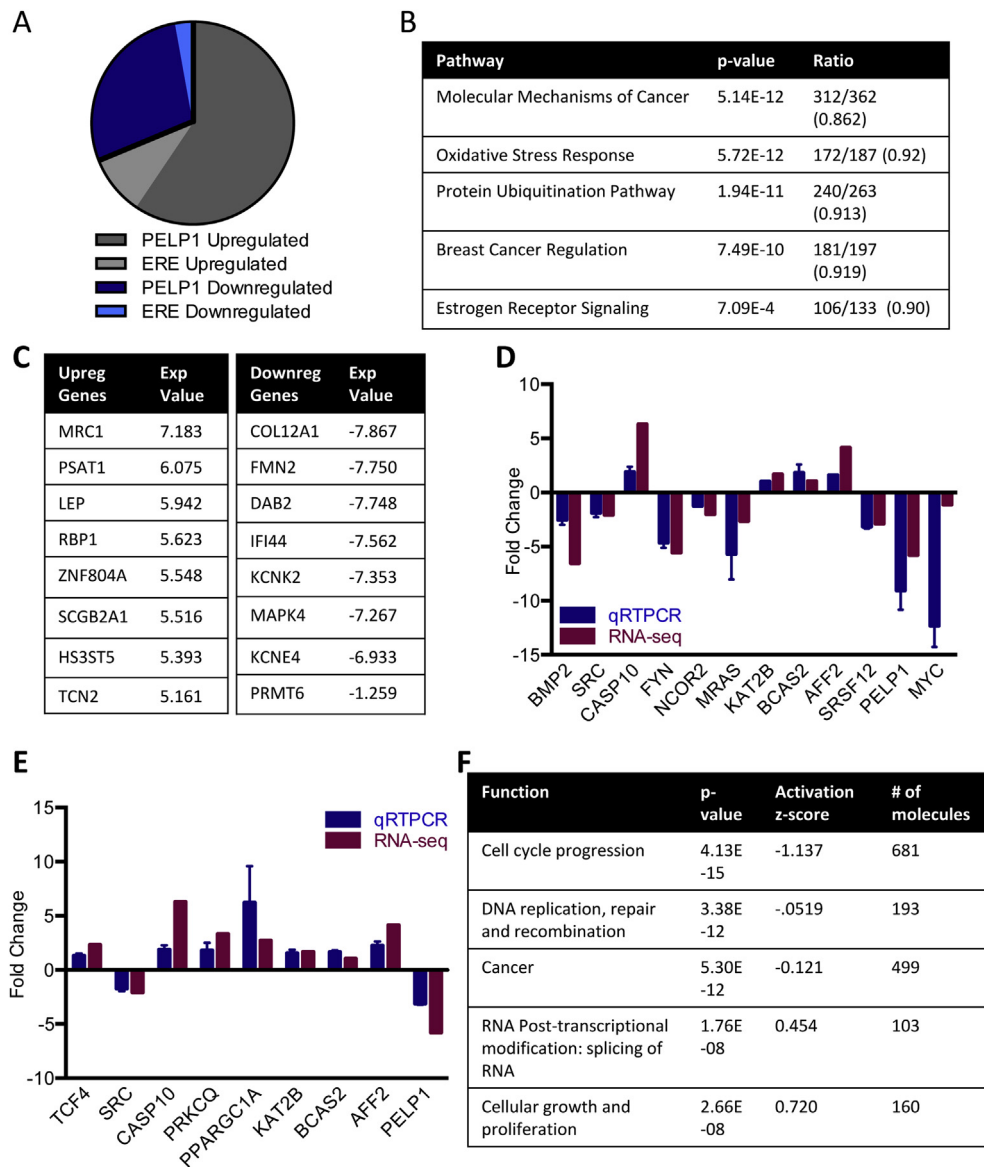 A
PELP1 Upregulated
ERE Upregulated
PELP1 Downregulated
ERE Downregulated
B
Pathway p-value Ratio
Molecular Mechanisms of Cancer 5.14E-12 312/362
(0.862)
Oxidative Stress Response 5.72E-12 172/187 (0.92)
Protein Ubiquitination Pathway 1.94E-11 240/263
(0.913)
Breast Cancer Regulation 7.49E-10 181/197
(0.919)
Estrogen Receptor Signaling 7.09E-4 106/133 (0.90)
C
Upreg Exp
Genes Value
MRC1 7.183
PSAT1 6.075
LEP 5.942
RBP1 5.623
ZNF804A 5.548
SCGB2A1 5.516
HS3ST5 5.393
TCN2 5.161
Downreg Exp
Genes Value
COL12A1 -7.867
FMN2 -7.750
DAB2 -7.748
IFI44 -7.562
KCNK2 -7.353
MAPK4 -7.267
KCNE4 -6.933
PRMT6 -1.259
D
Fold Change
10
5
0
-5
-10
-15
qRTPCR
RNA-seq
BMP2
SRC
CASP10
FYN
NCOR2
MRAS
KAT2B
BCAS2
AFF2
SRSF12
PELP1
MYC
E
Fold Change
15
10
5
0
-5
-10
qRTPCR
RNA-seq
TCF4
SRC
CASP10
PRKCQ
PPARGC1A
KAT2B
BCAS2
AFF2
PELP1
F
Function p- Activation # of
value z-score molecules
Cell cycle progression 4.13E -1.137 681
-15
DNA replication, repair 3.38E -.0519 193
and recombination -12
Cancer 5.30E -0.121 499
-12
RNA Post-transcriptional 1.76E 0.454 103
modification: splicing of -08
RNA
Cellular growth and 2.66E 0.720 160
proliferation -08